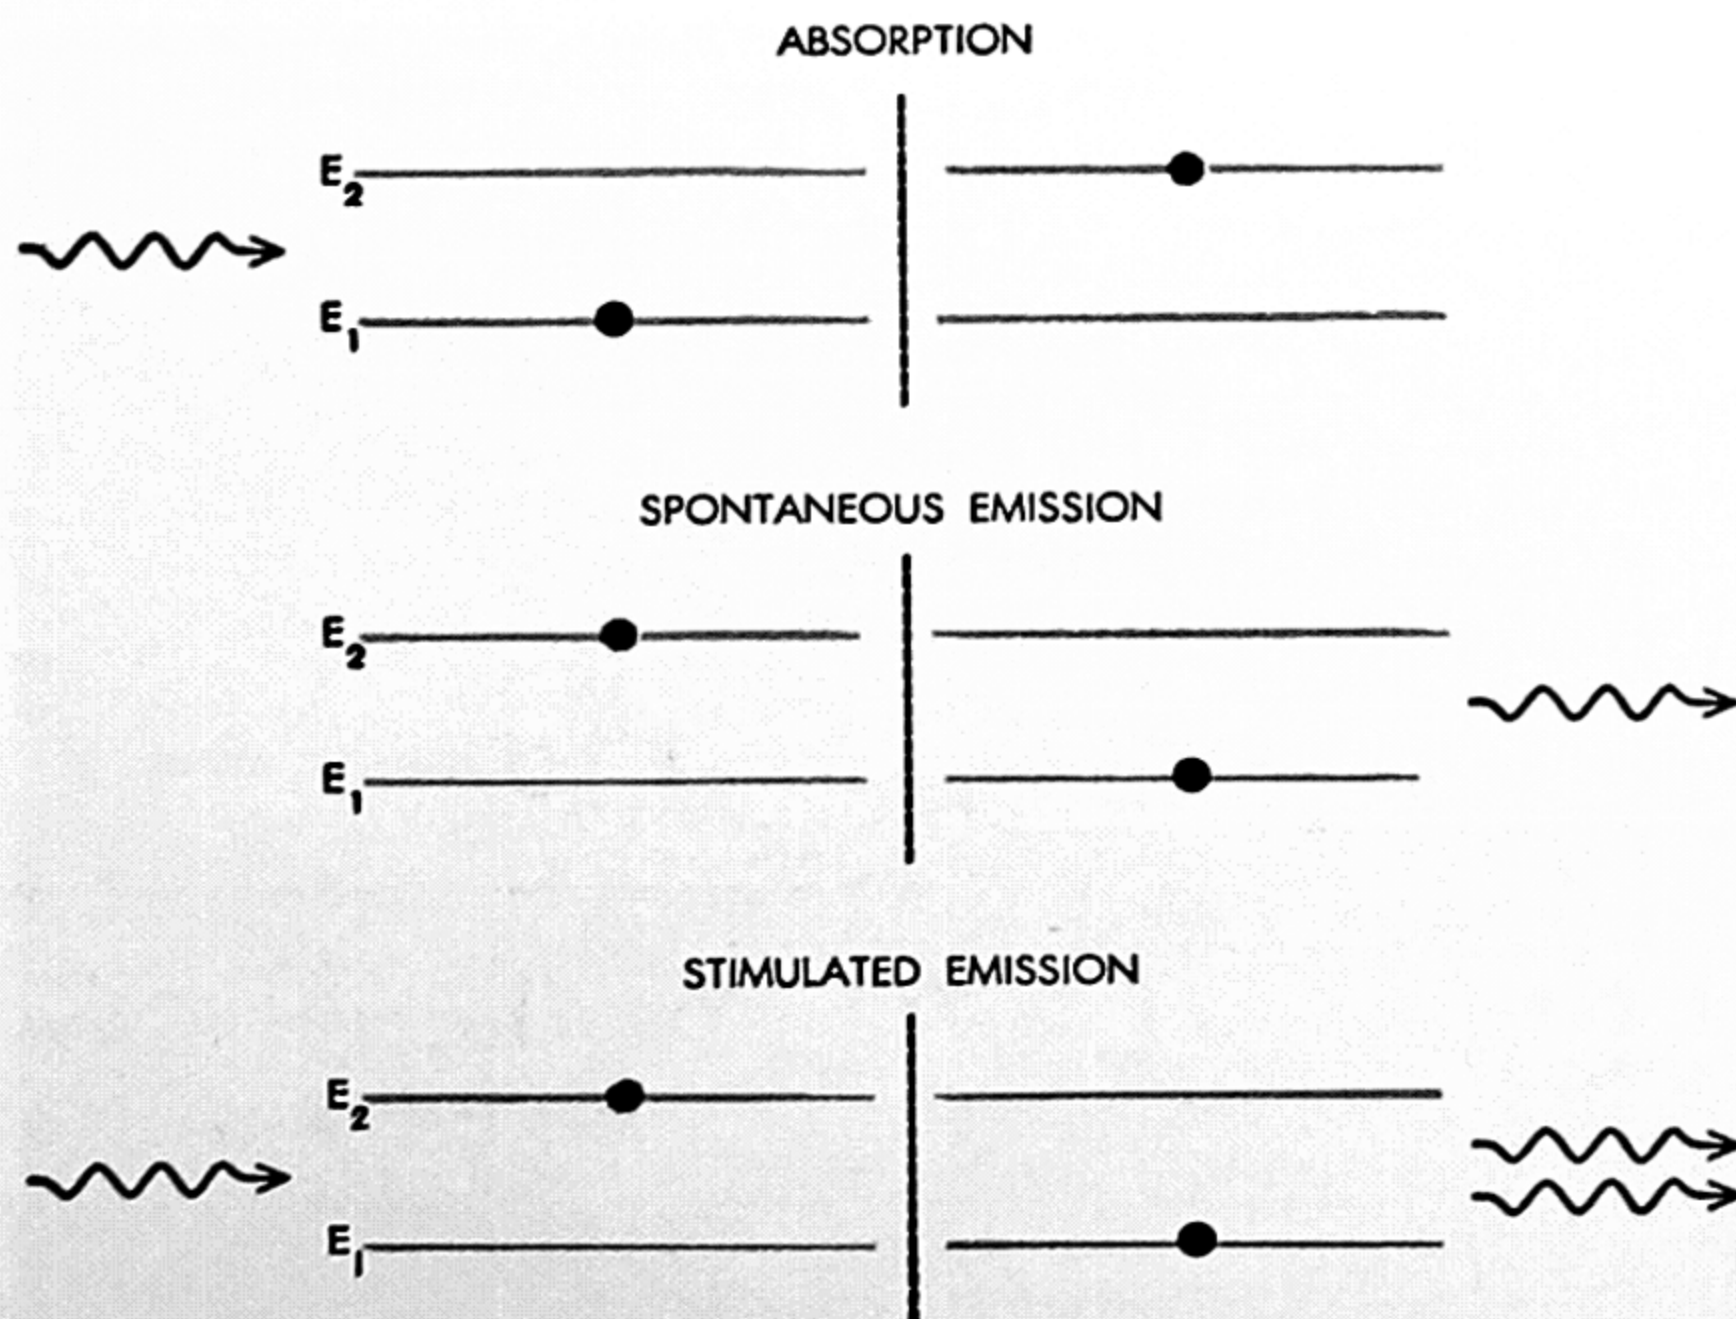 ABSORPTION
E2
E1
SPONTANEOUS EMISSION
E2
E1
STIMULATED EMISSION
E2
E1